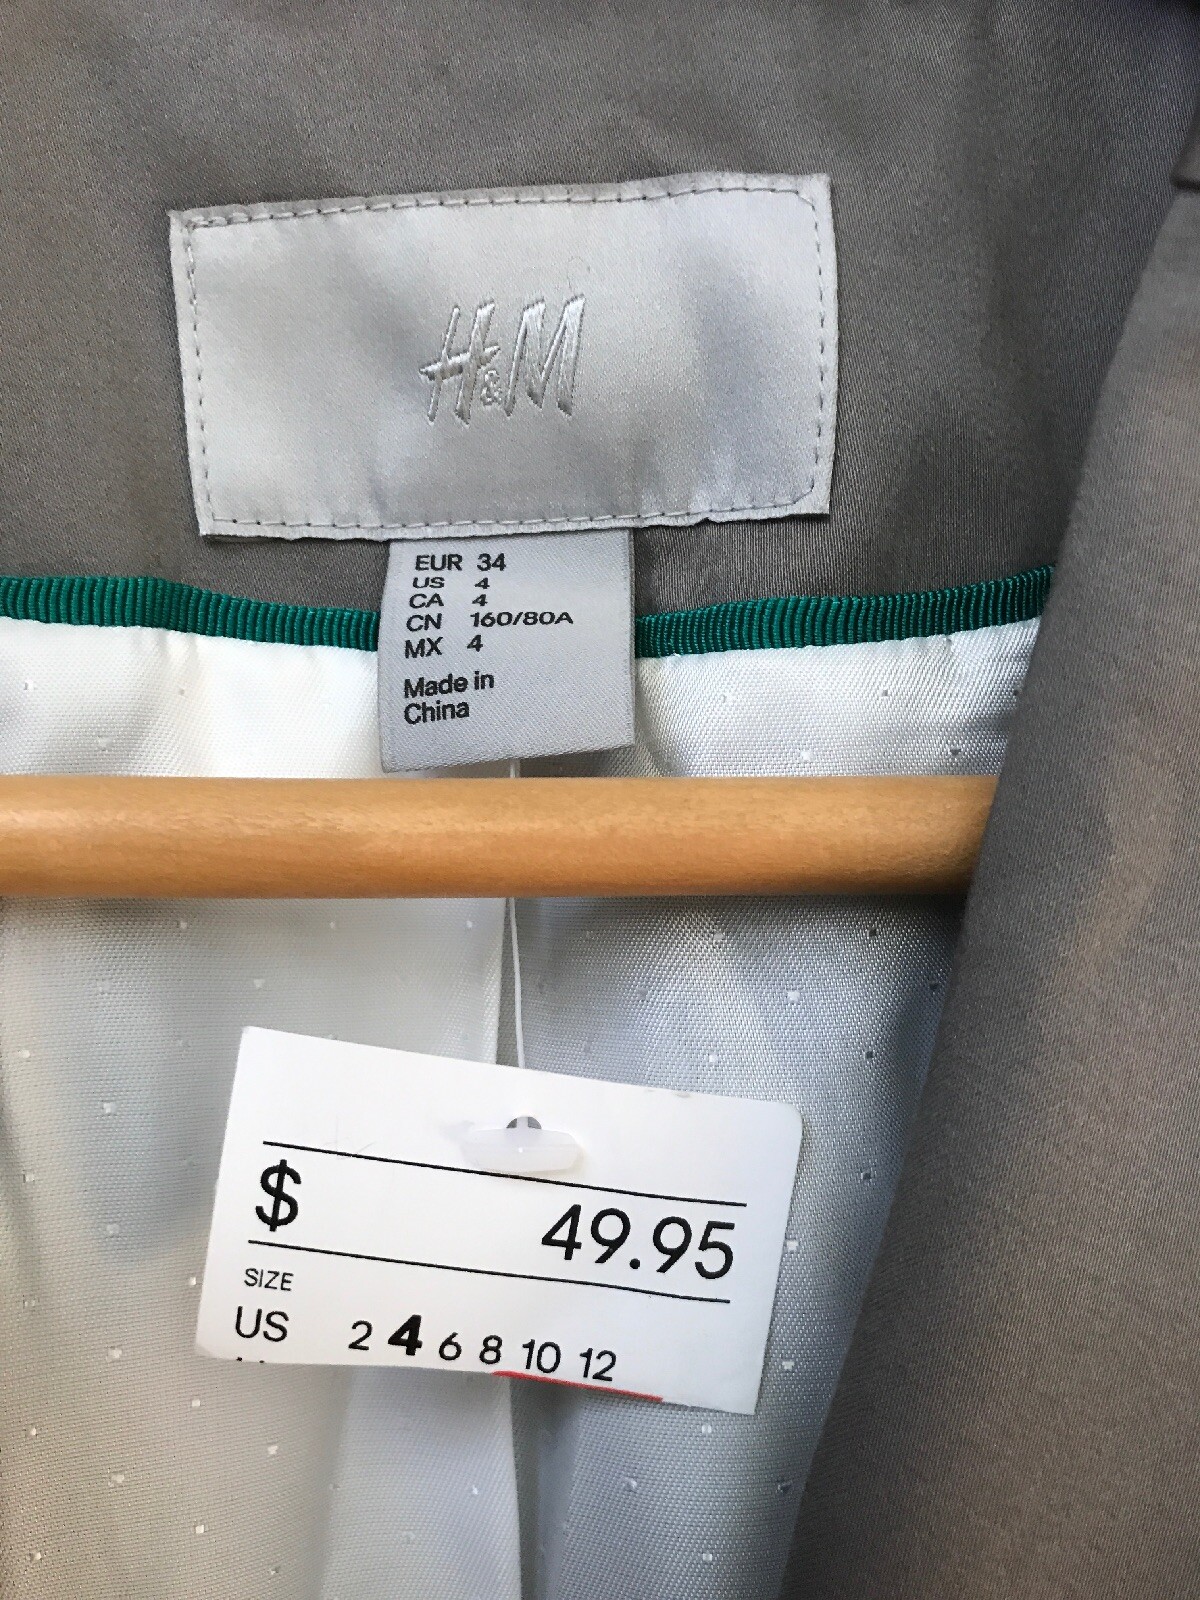 H&M
EUR 34
US 4
CA 4
CN 160/80A
MX 4
Made in
China
$ 49.95
SIZE
US 2 4 6 8 10 12